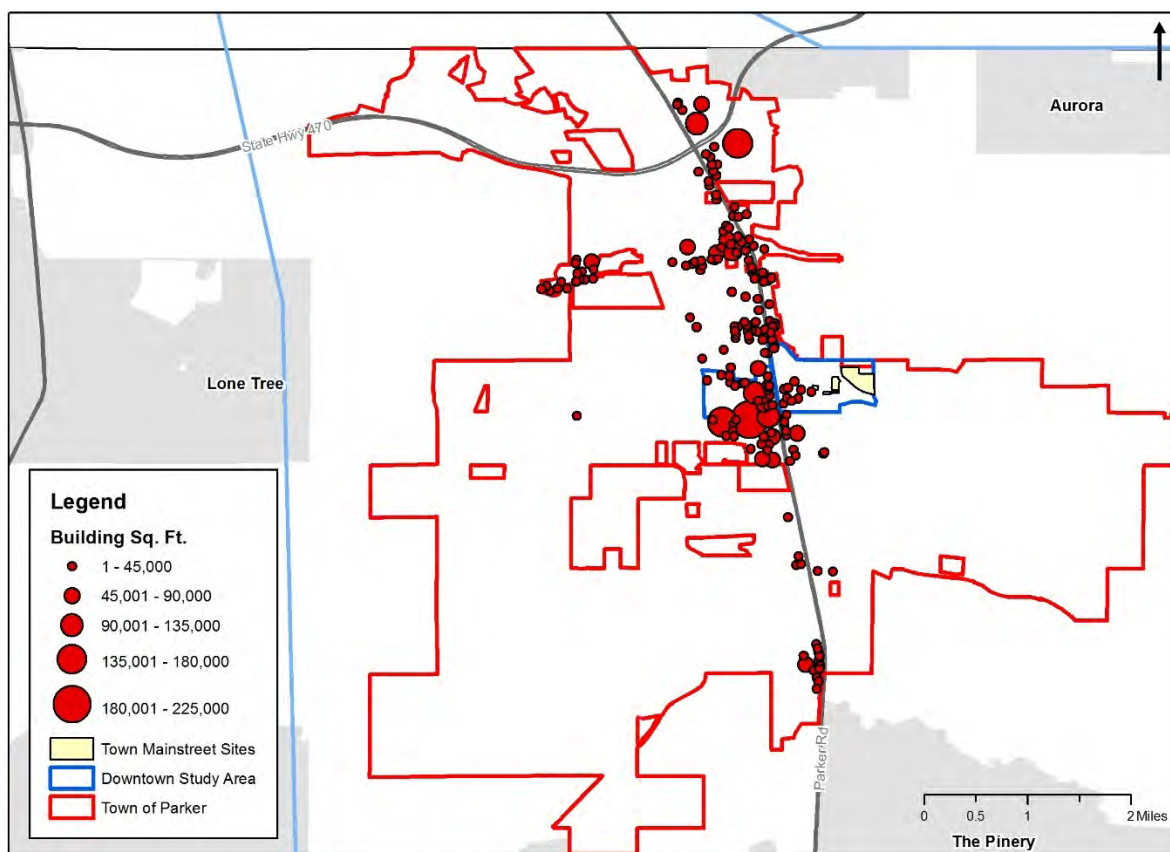 Aurora
State Hwy 470
Lone Tree
Legend
Building Sq. Ft.
1 - 45,000
45,001 - 90,000
90,001 - 135,000
135,001 - 180,000
180,001 - 225,000
Town Mainstreet Sites
Downtown Study Area
Town of Parker
Parker Rd
0 0.5 1 2 Miles
The Pinery